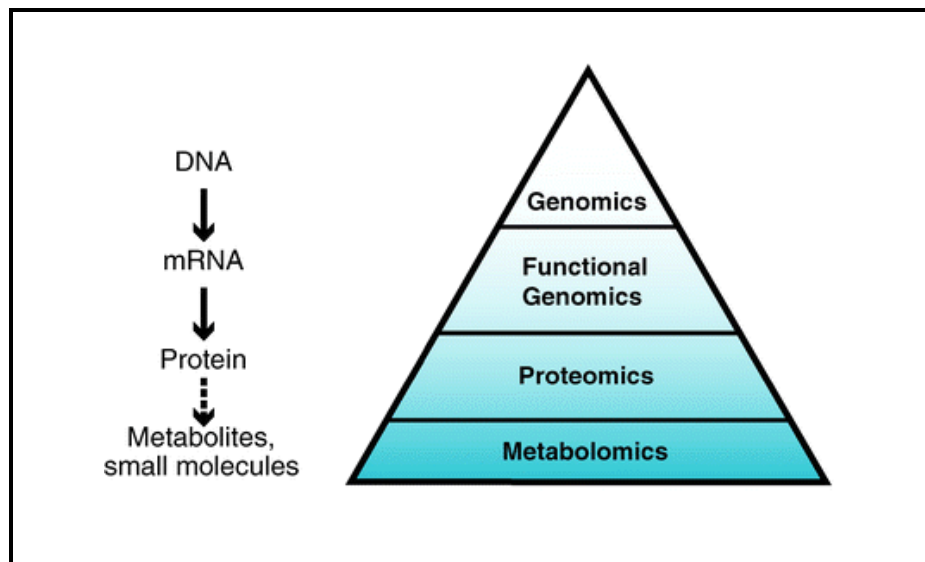 DNA
mRNA
Protein
Metabolites,
small molecules
Genomics
Functional
Genomics
Proteomics
Metabolomics